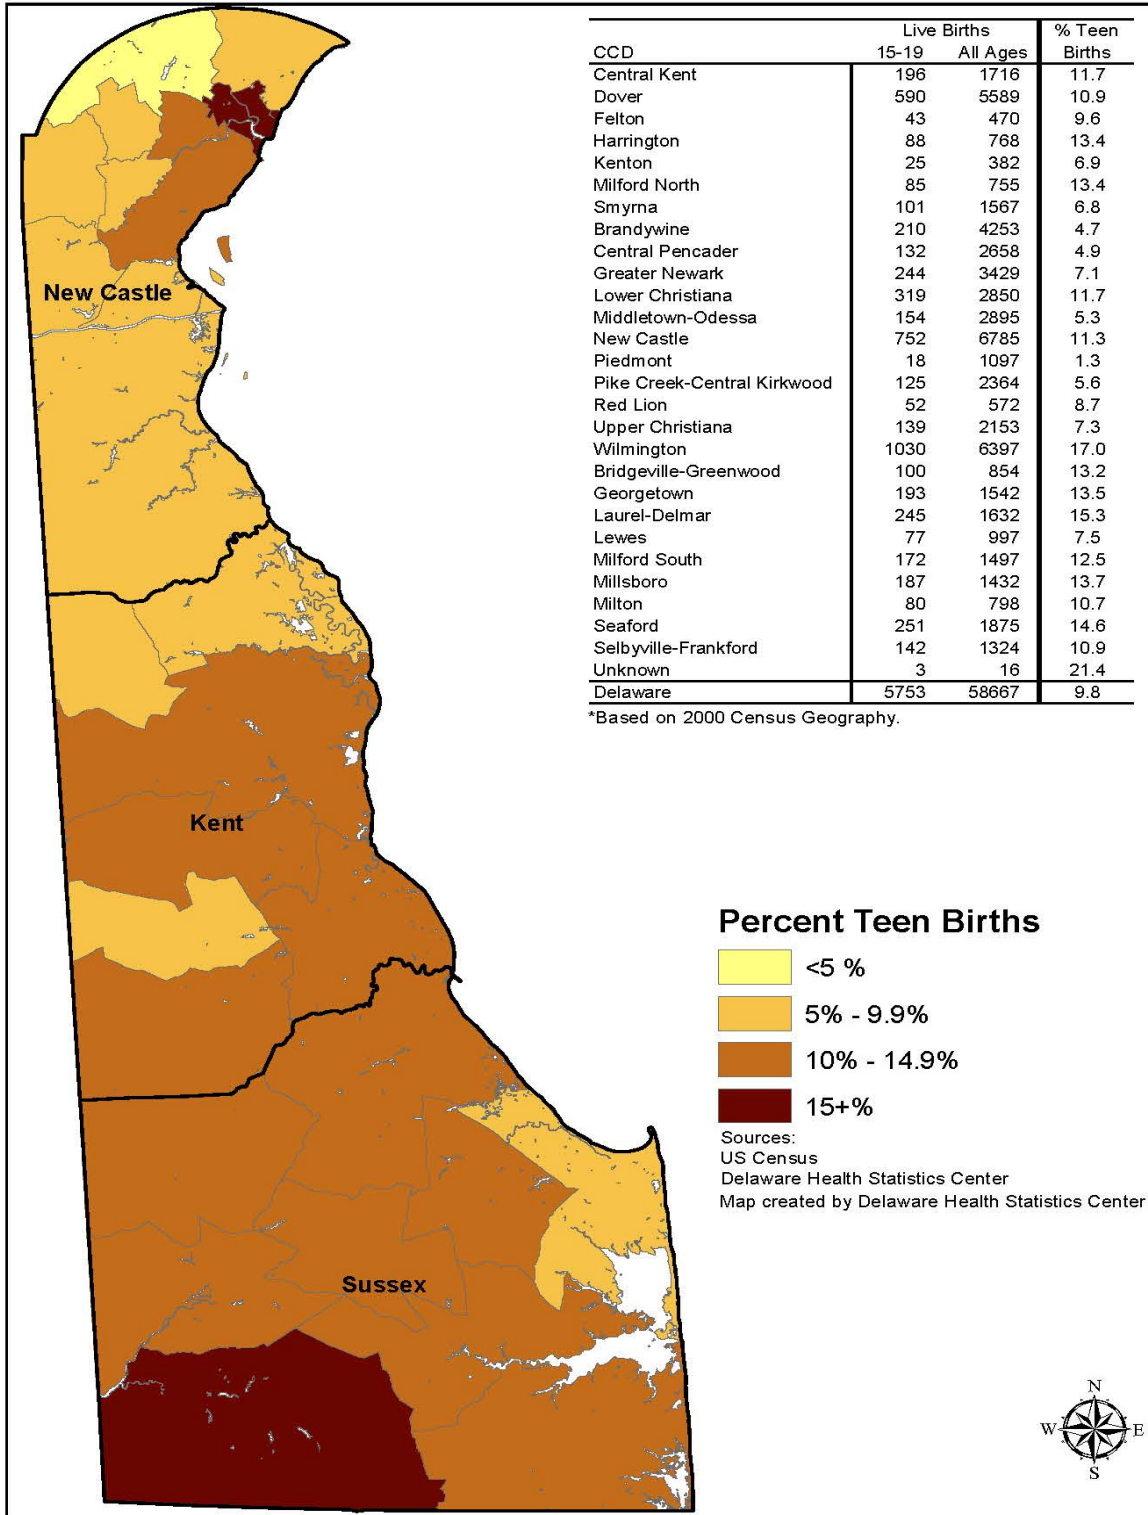 Live Births % Teen
CCD 15-19 All Ages Births
Central Kent 196 1716 11.7
Dover 590 5589 10.9
Felton 43 470 9.6
Harrington 88 768 13.4
Kenton 25 382 6.9
Milford North 85 755 13.4
Smyrna 101 1567 6.8
Brandywine 210 4253 4.7
Central Pencader 132 2658 4.9
Greater Newark 244 3429 7.1
Lower Christiana 319 2850 11.7
Middletown-Odessa 154 2895 5.3
New Castle 752 6785 11.3
Piedmont 18 1097 1.3
Pike Creek-Central Kirkwood 125 2364 5.6
Red Lion 52 572 8.7
Upper Christiana 139 2153 7.3
Wilmington 1030 6397 17.0
Bridgeville-Greenwood 100 854 13.2
Georgetown 193 1542 13.5
Laurel-Delmar 245 1632 15.3
Lewes 77 997 7.5
Milford South 172 1497 12.5
Millsboro 187 1432 13.7
Milton 80 798 10.7
Seaford 251 1875 14.6
Selbyville-Frankford 142 1324 10.9
Unknown 3 16 21.4
Delaware 5753 58667 9.8
*Based on 2000 Census Geography.
New Castle
Kent
Sussex
Percent Teen Births
<5 %
5% - 9.9%
10% - 14.9%
15+%
Sources:
US Census
Delaware Health Statistics Center
Map created by Delaware Health Statistics Center
N
W E
S